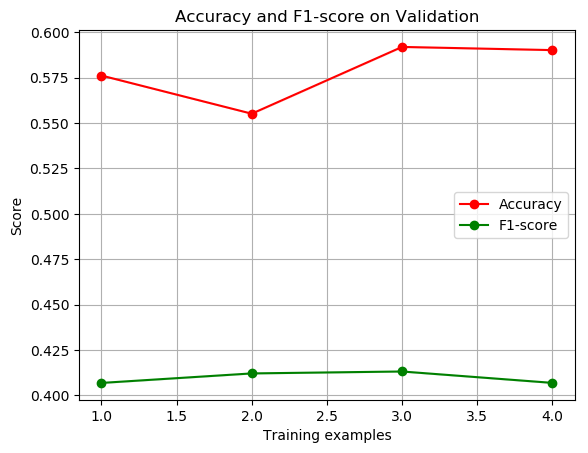 Accuracy and F1-score on Validation
0.600
0.575
0.550
0.525
0.500
0.475
0.450
0.425
0.400
Score
Accuracy
F1-score
1.0 1.5 2.0 2.5 3.0 3.5 4.0
Training examples